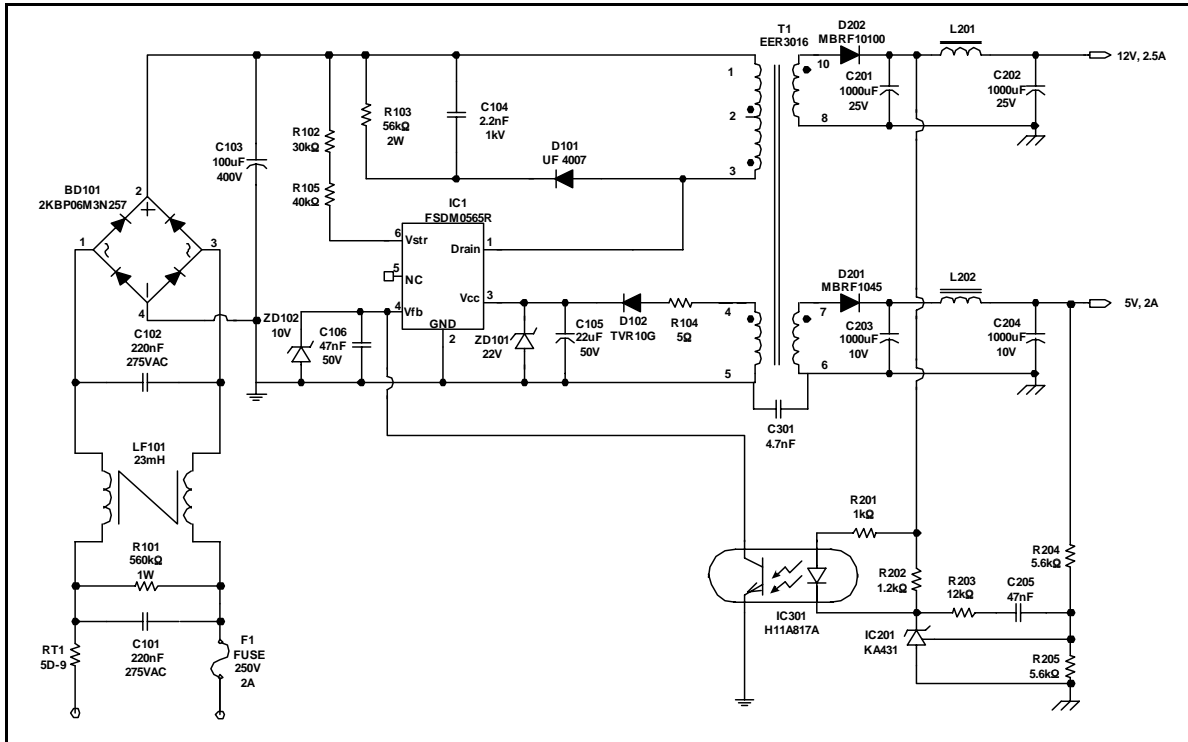 T1
EER3016
D202
MBRF10100
L201
12V, 2.5A
1
2
3
10
8
C201
1000uF
25V
C202
1000uF
25V
R103
56kΩ
2W
C104
2.2nF
1kV
R102
30kΩ
D101
UF 4007
C103
100uF
400V
BD101
2KBP06M3N257
2
1
3
4
+
~
~
−
R105
40kΩ
IC1
FSDM0565R
6
Vstr
Drain
1
5
NC
Vcc
3
4
Vfb
GND
2
D201
MBRF1045
L202
5V, 2A
4
5
7
6
C203
1000uF
10V
C204
1000uF
10V
ZD102
10V
C106
47nF
50V
ZD101
22V
C105
22uF
50V
D102
TVR10G
R104
5Ω
C102
220nF
275VAC
C301
4.7nF
LF101
23mH
R101
560kΩ
1W
C101
220nF
275VAC
RT1
5D-9
F1
FUSE
250V
2A
R201
1kΩ
R202
1.2kΩ
R203
12kΩ
C205
47nF
R204
5.6kΩ
IC301
H11A817A
IC201
KA431
R205
5.6kΩ